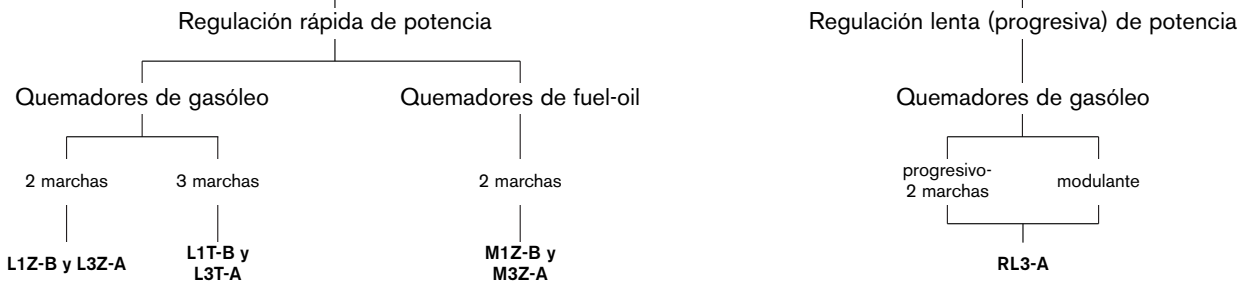 Regulación rápida de potencia
Regulación lenta (progresiva) de potencia
Quemadores de gasóleo
Quemadores de fuel-oil
Quemadores de gasóleo
2 marchas
3 marchas
2 marchas
progresivo-
2 marchas
modulante
L1Z-B y L3Z-A
L1T-B y
L3T-A
M1Z-B y
M3Z-A
RL3-A